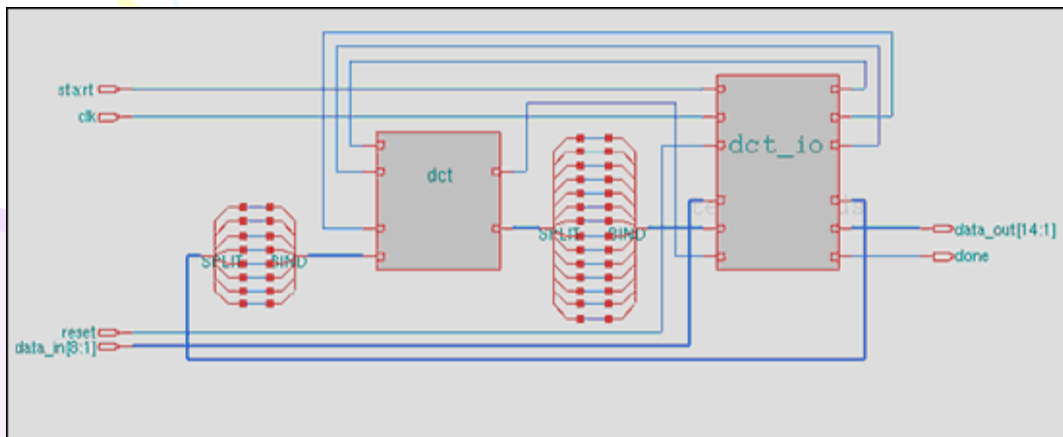 start
clk
dct_io
dct
SPLIT BIND
SPLIT BIND
data_out[14:1]
done
reset
data_in[8:1]